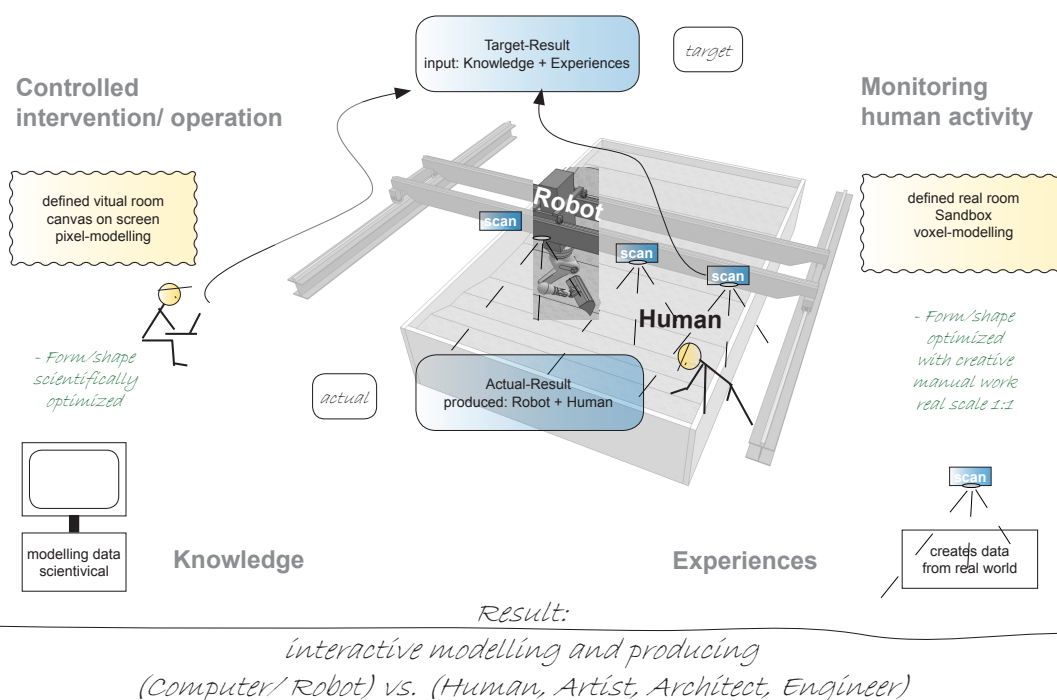 Target-Result
input: Knowledge + Experiences
target
Controlled
intervention/ operation
Monitoring
human activity
defined vitual room
canvas on screen
pixel-modelling
defined real room
Sandbox
voxel-modelling
Robot
scan
scan
scan
Human
- Form/shape
scientifically
optimized
- Form/shape
optimized
with creative
manual work
real scale 1:1
actual
Actual-Result
produced: Robot + Human
scan
modelling data
scientivical
Knowledge
Experiences
creates data
from real world
Result:
interactive modelling and producing
(Computer/ Robot) vs. (Human, Artist, Architect, Engineer)